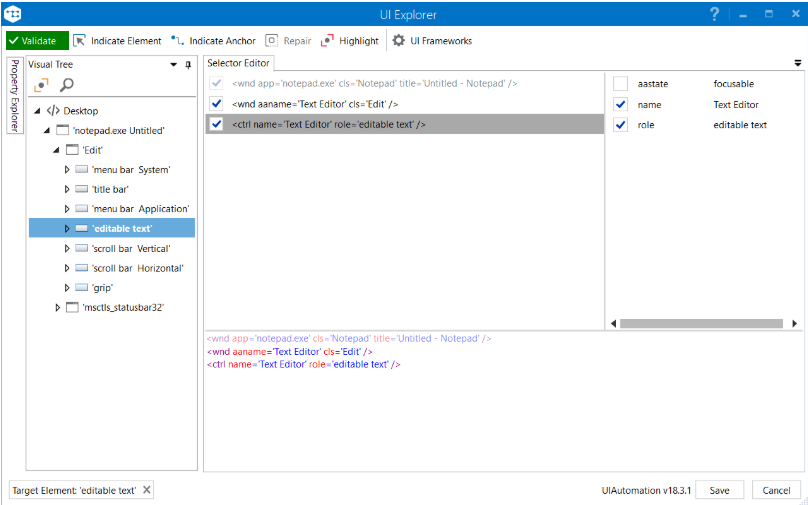 UI Explorer
?
Validate Indicate Element Indicate Anchor Repair Highlight UI Frameworks
Property Explorer
Visual Tree
</> Desktop
'notepad.exe Untitled'
'Edit'
'menu bar System'
'title bar'
'menu bar Application'
'editable text'
'scroll bar Vertical'
'scroll bar Horizontal'
'grip'
'msctls_statusbar32'
Selector Editor
<wnd app='notepad.exe' cls='Notepad' title='Untitled - Notepad' />
<wnd aaname='Text Editor' cls='Edit' />
<ctrl name='Text Editor' role='editable text' />
aastate focusable
name Text Editor
role editable text
<wnd app='notepad.exe' cls='Notepad' title='Untitled - Notepad' />
<wnd aaname='Text Editor' cls='Edit' />
<ctrl name='Text Editor' role='editable text' />
Target Element: 'editable text' X
UIAutomation v18.3.1 Save Cancel